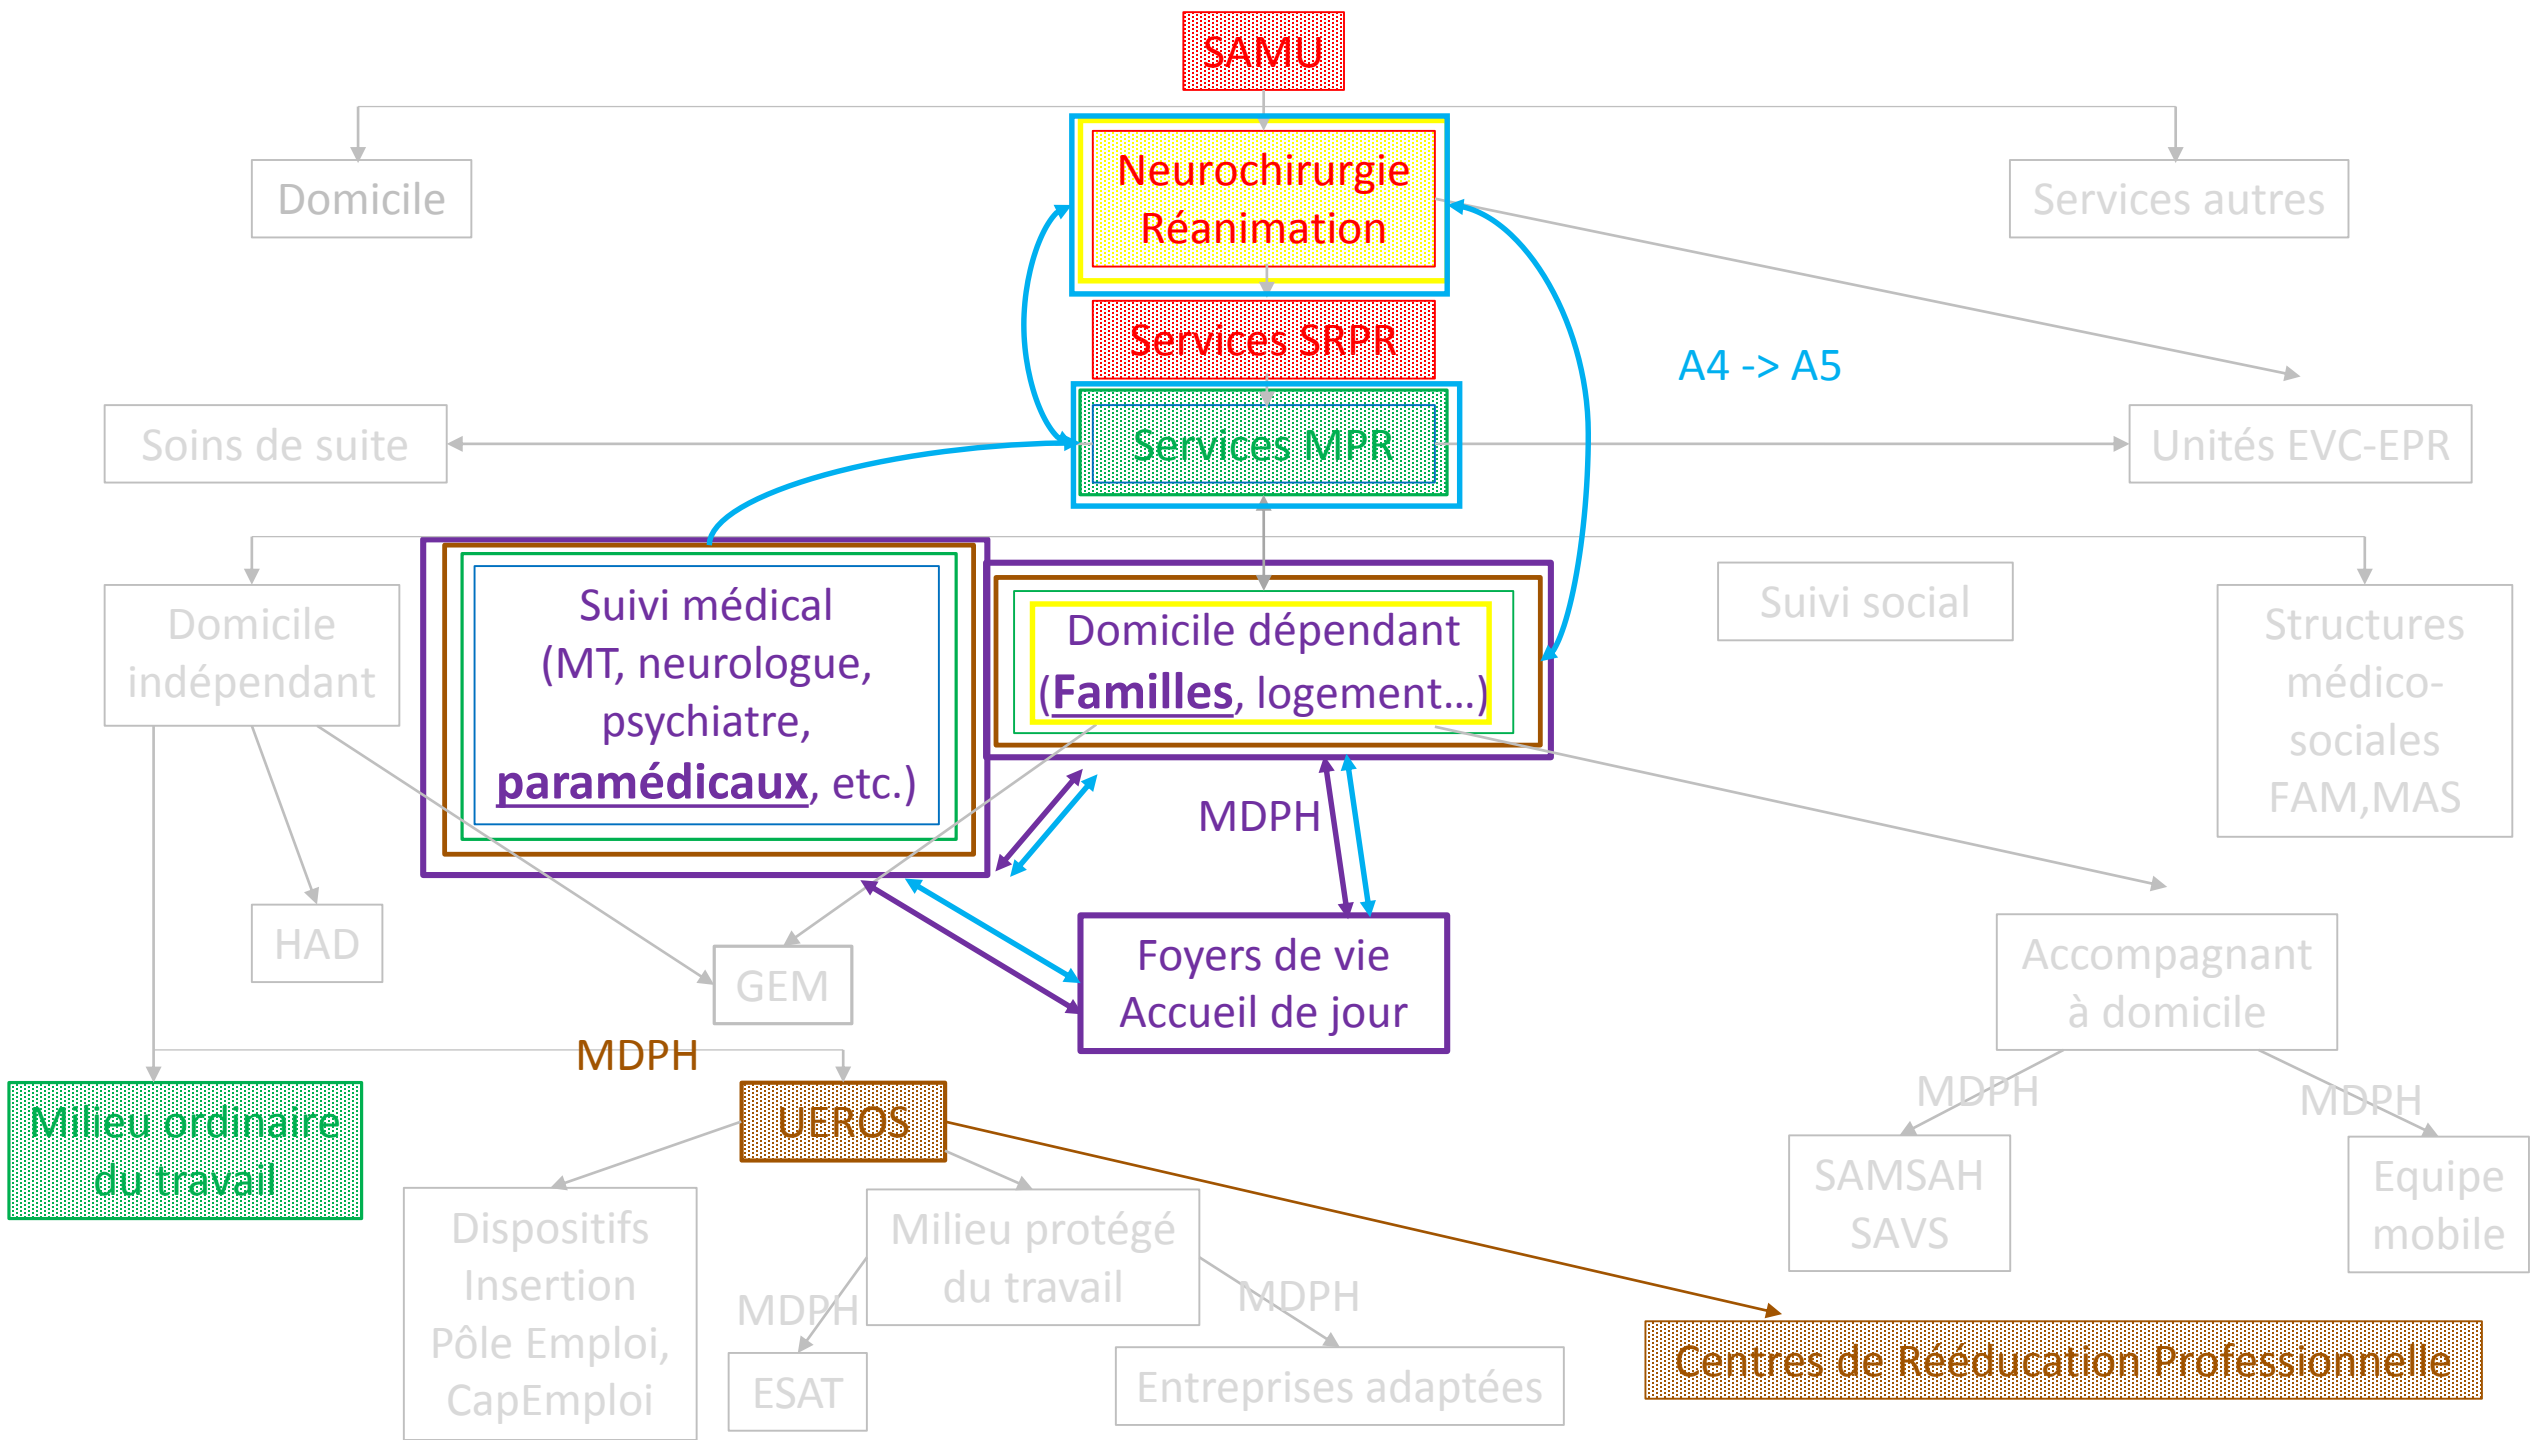 SAMU
Domicile
Neurochirurgie
Réanimation
Services autres
Services SRPR
A4 -> A5
Soins de suite
Services MPR
Unités EVC-EPR
Domicile
indépendant
Suivi médical
(MT, neurologue,
psychiatre,
paramédicaux, etc.)
Domicile dépendant
(Familles, logement...)
Suivi social
Structures
médico-
sociales
FAM,MAS
MDPH
HAD
GEM
Foyers de vie
Accueil de jour
Accompagnant
à domicile
MDPH
Milieu ordinaire
du travail
UEROS
MDPH
MDPH
Dispositifs
Insertion
Pôle Emploi,
CapEmploi
Milieu protégé
du travail
SAMSAH
SAVS
Equipe
mobile
MDPH
MDPH
ESAT
Entreprises adaptées
Centres de Rééducation Professionnelle